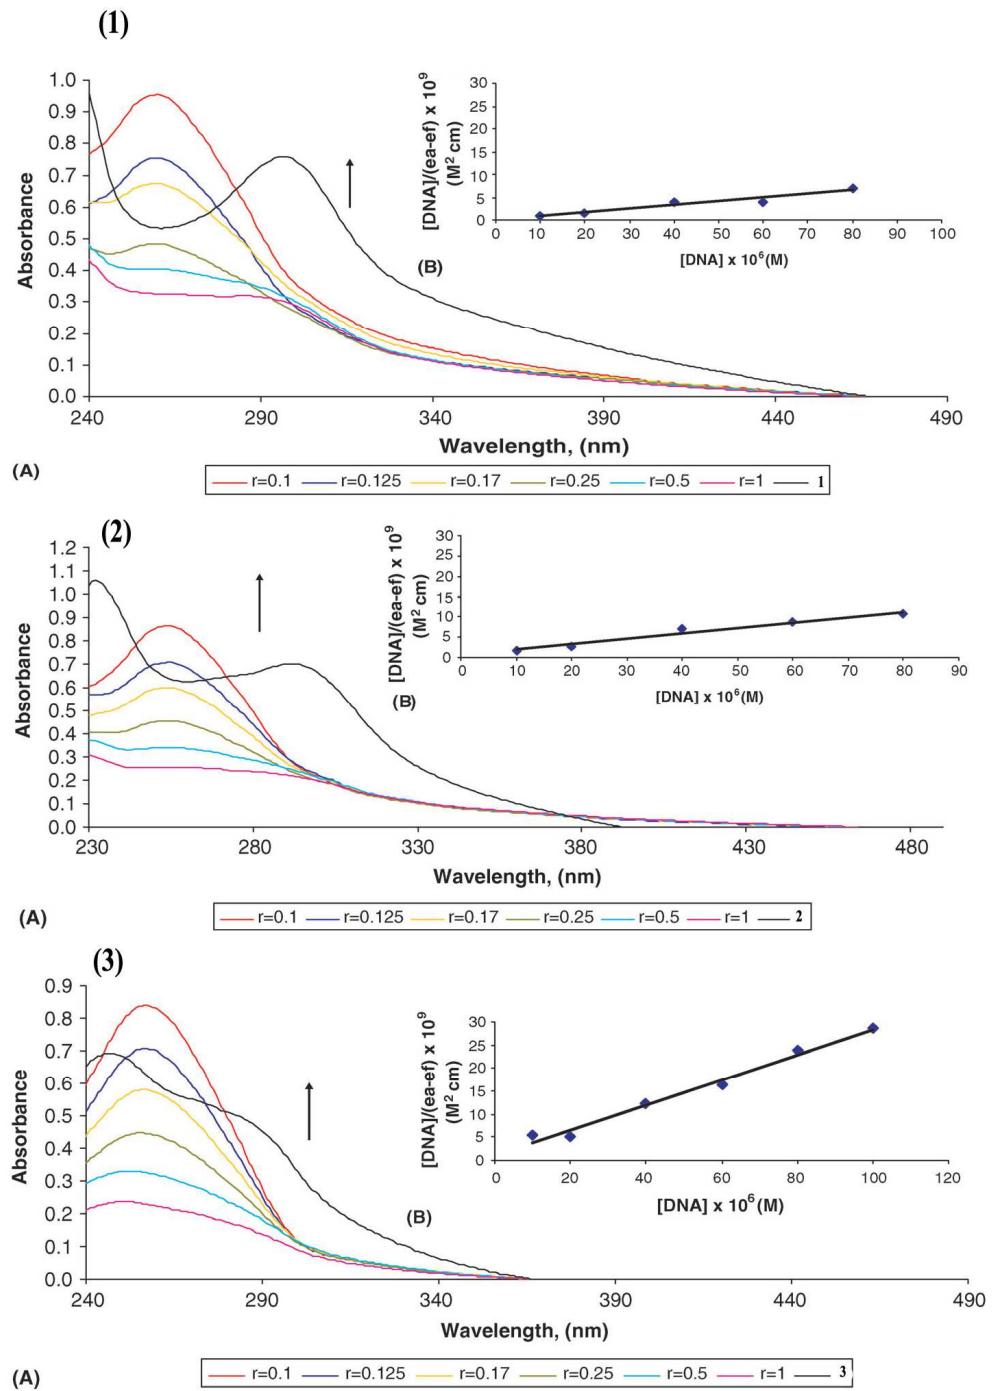 (1)
1.0
0.9
0.8
0.7
0.6
0.5
0.4
0.3
0.2
0.1
0.0
Absorbance
240 290 340 390 440 490
Wavelength, (nm)
(A)
30
25
20
15
10
5
0
[DNA]/(ea-ef) x 10⁹
(M² cm)
0 10 20 30 40 50 60 70 80 90 100
[DNA] x 10⁶(M)
(B)
r=0.1 r=0.125 r=0.17 r=0.25 r=0.5 r=1 1
(2)
1.2
1.1
1.0
0.9
0.8
0.7
0.6
0.5
0.4
0.3
0.2
0.1
0.0
Absorbance
230 280 330 380 430 480
Wavelength, (nm)
(A)
35
30
25
20
15
10
5
0
[DNA]/(ea-ef) x 10⁹
(M² cm)
0 10 20 30 40 50 60 70 80 90
[DNA] x 10⁶(M)
(B)
r=0.1 r=0.125 r=0.17 r=0.25 r=0.5 r=1 2
(3)
0.9
0.8
0.7
0.6
0.5
0.4
0.3
0.2
0.1
0.0
Absorbance
240 290 340 390 440 490
Wavelength, (nm)
(A)
30
25
20
15
10
5
0
[DNA]/(ea-ef) x 10⁹
(M² cm)
0 20 40 60 80 100 120
[DNA] x 10⁶(M)
(B)
r=0.1 r=0.125 r=0.17 r=0.25 r=0.5 r=1 3